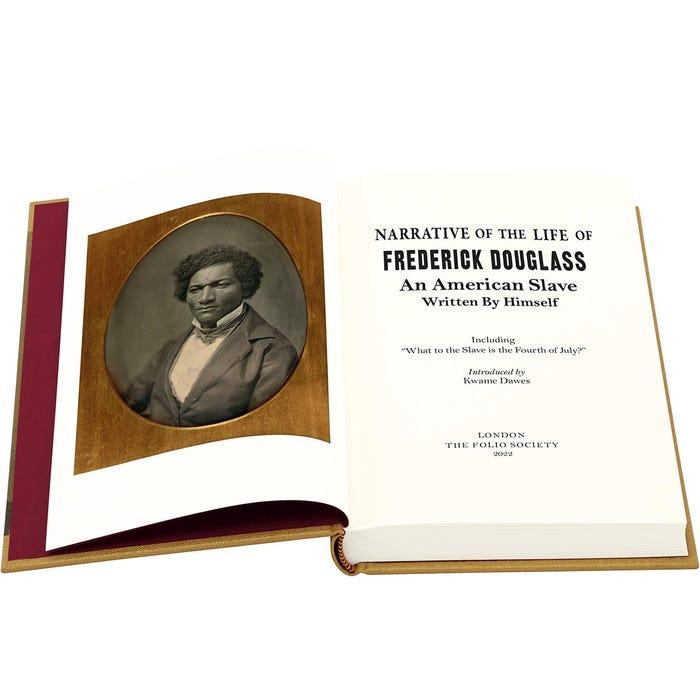 NARRATIVE OF THE LIFE OF
FREDERICK DOUGLASS
An American Slave
Written By Himself
Including
“What to the Slave is the Fourth of July?”
Introduced by
Kwame Dawes
LONDON
THE FOLIO SOCIETY
2022